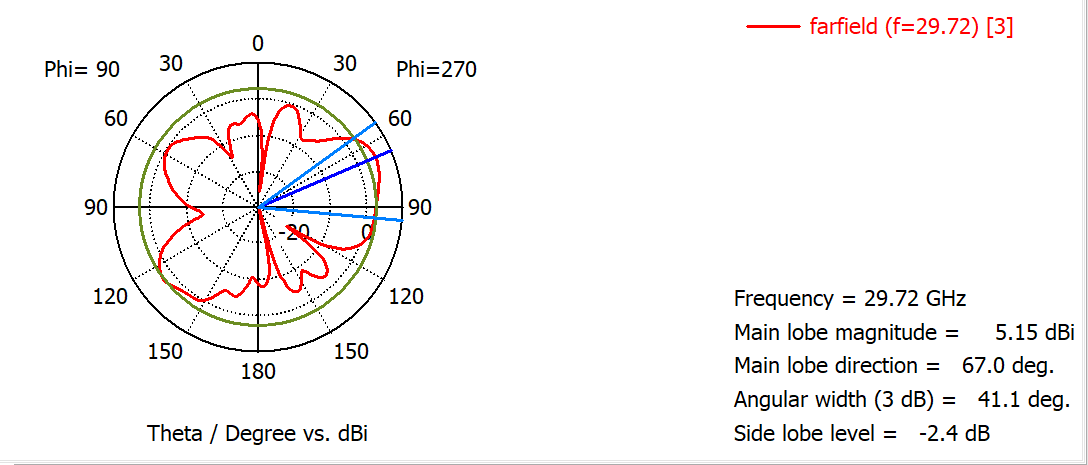 farfield (f=29.72) [3]
0
Phi= 90
30
30
Phi=270
60
60
90
90
-20
0
120
120
150
150
180
Frequency = 29.72 GHz
Main lobe magnitude = 5.15 dBi
Main lobe direction = 67.0 deg.
Angular width (3 dB) = 41.1 deg.
Side lobe level = -2.4 dB
Theta / Degree vs. dBi